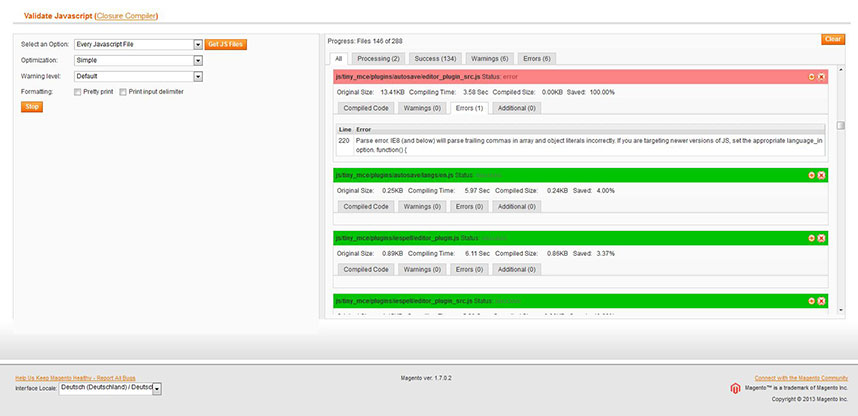 Validate Javascript (Closure Compiler)
Select an Option: Every Javascript File Get JS Files
Optimization: Simple
Warning level: Default
Formatting: Pretty print Print input delimiter
Stop
Progress: Files 146 of 288
Clear
All Processing (2) Success (134) Warnings (6) Errors (6)
js/tiny_mce/plugins/autosave/editor_plugin_src.js Status: error
Original Size: 13.41KB Compiling Time: 3.58 Sec Compiled Size: 0.00KB Saved: 100.00%
Compiled Code Warnings (0) Errors (1) Additional (0)
Line Error
220 Parse error. IE8 (and below) will parse trailing commas in array and object literals incorrectly. If you are targeting newer versions of JS, set the appropriate language_in
option. function() {
js/tiny_mce/plugins/autosave/langs/en.js Status:
Original Size: 0.25KB Compiling Time: 5.97 Sec Compiled Size: 0.24KB Saved: 4.00%
Compiled Code Warnings (0) Errors (0) Additional (0)
js/tiny_mce/plugins/iespell/editor_plugin.js Status:
Original Size: 0.89KB Compiling Time: 6.11 Sec Compiled Size: 0.86KB Saved: 3.37%
Compiled Code Warnings (0) Errors (0) Additional (0)
js/tiny_mce/plugins/iespell/editor_plugin_src.js Status:
Help Us Keep Magento Healthy - Report All Bugs
Interface Locale: Deutsch (Deutschland) / Deutsc
Magento ver. 1.7.0.2
Connect with the Magento Community
Magento™ is a trademark of Magento Inc.
Copyright © 2013 Magento Inc.